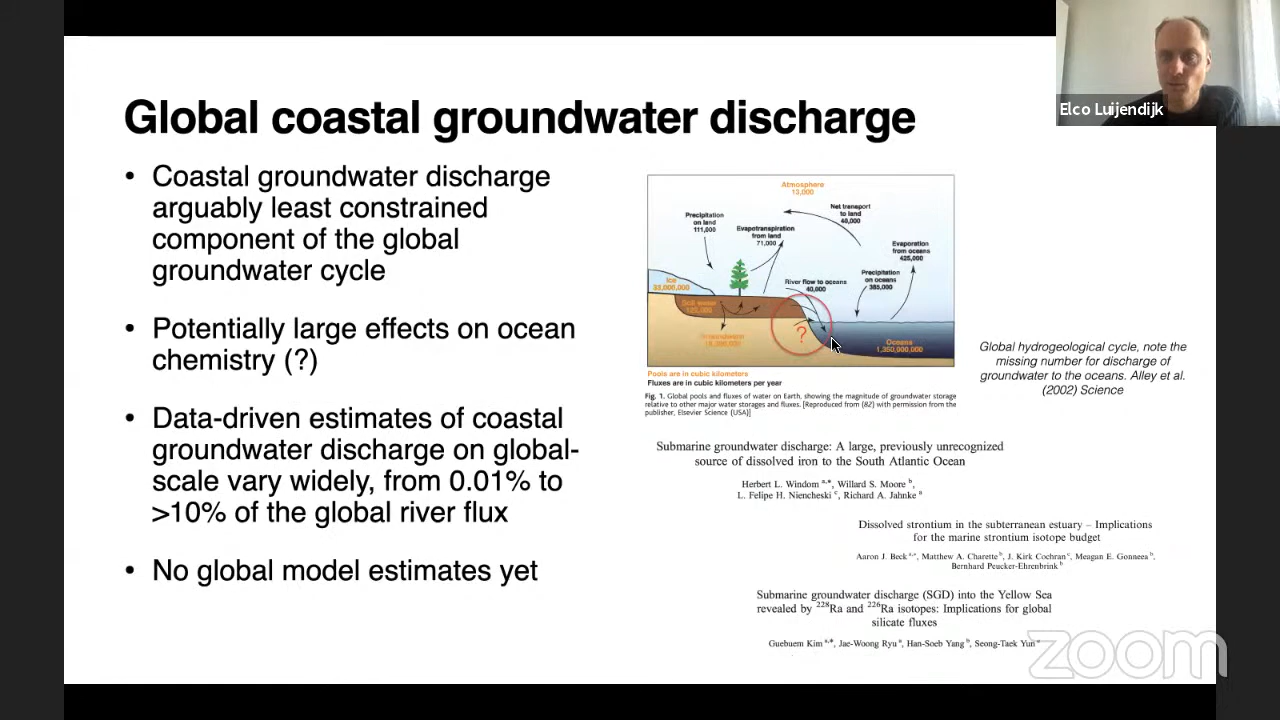 Elco Luijendijk
Global coastal groundwater discharge
• Coastal groundwater discharge
arguably least constrained
component of the global
groundwater cycle
• Potentially large effects on ocean
chemistry (?)
• Data-driven estimates of coastal
groundwater discharge on global-
scale vary widely, from 0.01% to
>10% of the global river flux
• No global model estimates yet
Atmosphere
13,000
Net transport
to land
40,000
Precipitation
on land
111,000
Evapotranspiration
from land
71,000
Evaporation
from oceans
425,000
Precipitation
on oceans
385,000
River flow to oceans
40,000
Ice
33,000,000
Soil water
?
Oceans
1,350,000,000
Pools are in cubic kilometers
Fluxes are in cubic kilometers per year
Fig. 1. Global pools and fluxes of water on Earth, showing the magnitude of groundwater storage
relative to other major water storages and fluxes. [Reproduced from (82) with permission from the
publisher, Elsevier Science (USA)]
Global hydrogeological cycle, note the
missing number for discharge of
groundwater to the oceans. Alley et al.
(2002) Science
Submarine groundwater discharge: A large, previously unrecognized
source of dissolved iron to the South Atlantic Ocean
Herbert L. Windom a,*, Willard S. Moore b,
L. Felipe H. Niencheski c, Richard A. Jahnke a
Dissolved strontium in the subterranean estuary – Implications
for the marine strontium isotope budget
Aaron J. Beck a,*, Matthew A. Charette b, J. Kirk Cochran c, Meagan E. Gonneea b,
Bernhard Peucker-Ehrenbrink b
Submarine groundwater discharge (SGD) into the Yellow Sea
revealed by 228Ra and 226Ra isotopes: Implications for global
silicate fluxes
Guebuem Kim a,*, Jae-Woong Ryu a, Han-Soeb Yang b, Seong-Taek Yun c
zoom